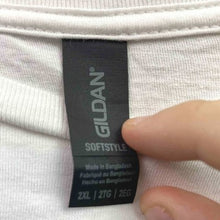 GILDAN®
SOFTSTYLE
Made in Bangladesh
Fabriqué au Bangladesh
Hecho en Bangladesh
2XL | 2TG | 2EG